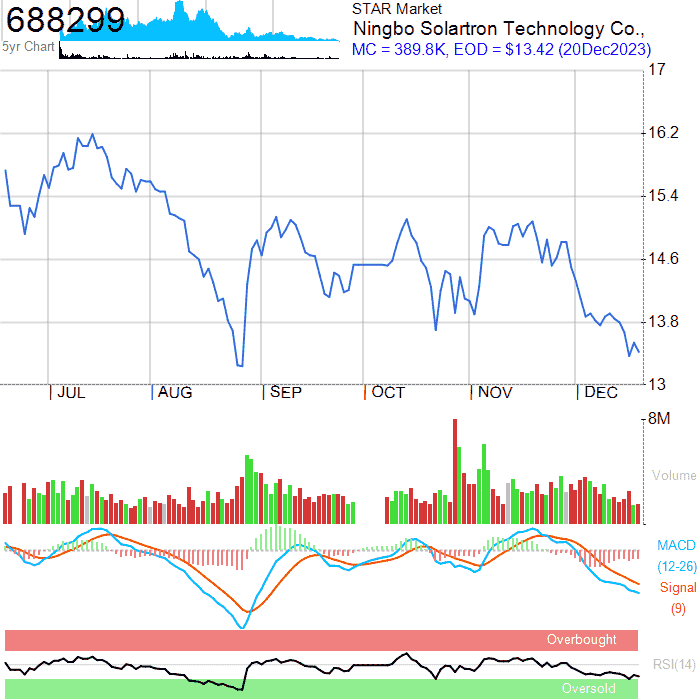 688299
5yr Chart
STAR Market
Ningbo Solartron Technology Co.,
MC = 389.8K, EOD = $13.42 (20Dec2023)
17
16.2
15.4
14.6
13.8
13
JUL AUG SEP OCT NOV DEC
8M
Volume
MACD
(12-26)
Signal
(9)
Overbought
RSI(14)
Oversold